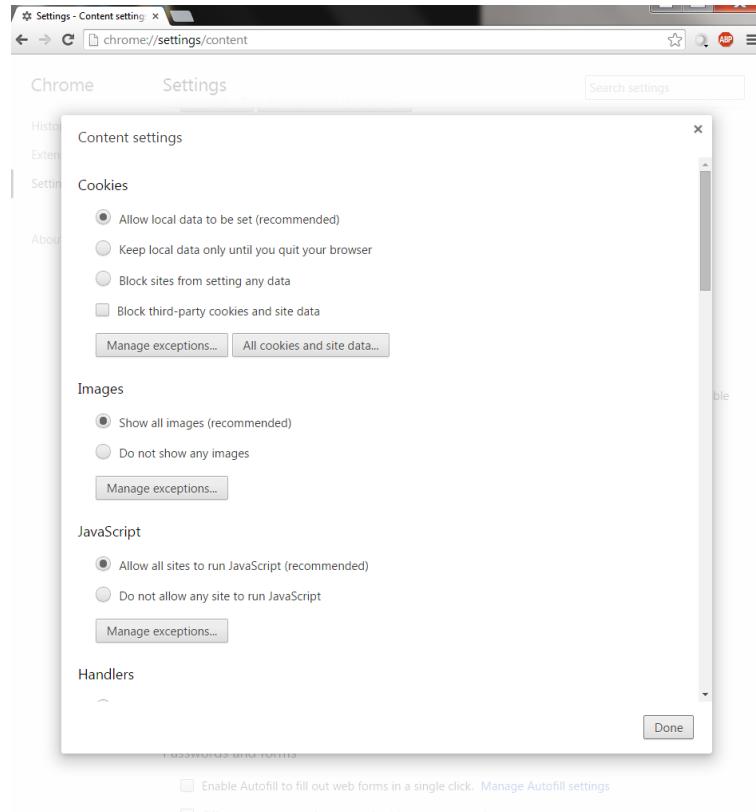 Settings - Content setting
chrome://settings/content
ABP
Chrome
Settings
Search settings
Content settings
Cookies
Allow local data to be set (recommended)
Keep local data only until you quit your browser
Block sites from setting any data
Block third-party cookies and site data
Manage exceptions... All cookies and site data...
Images
Show all images (recommended)
Do not show any images
Manage exceptions...
JavaScript
Allow all sites to run JavaScript (recommended)
Do not allow any site to run JavaScript
Manage exceptions...
Handlers
Done
Passwords and forms
Enable Autofill to fill out web forms in a single click. Manage Autofill settings